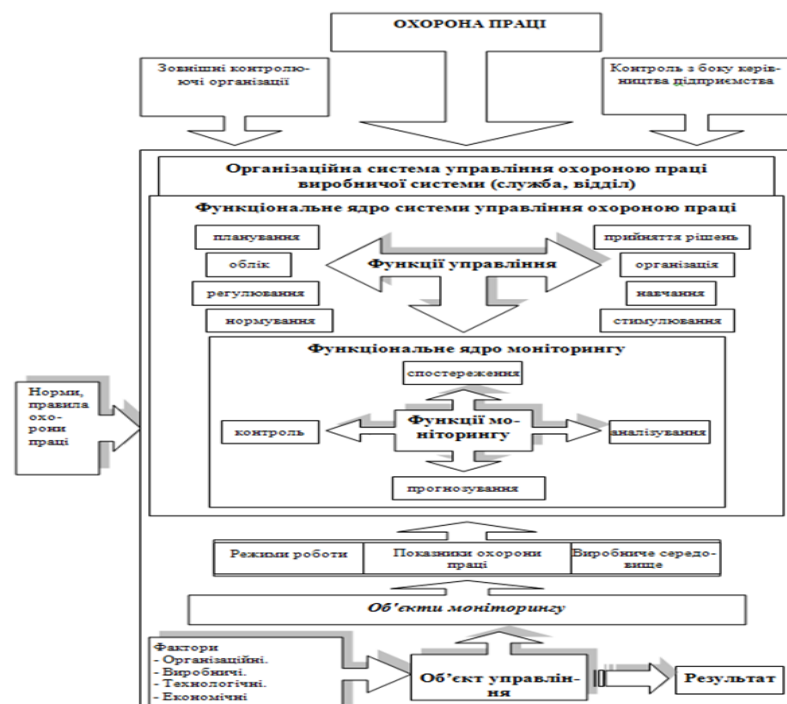 ОХОРОНА ПРАЦІ
Зовнішні контролю-
ючі організації
Контроль з боку керів-
ництва підприємства
Організаційна система управління охороною праці
виробничої системи (служба, відділ)
Функціональне ядро системи управління охороною праці
планування
прийняття рішень
Функції управління
облік
організація
регулювання
навчання
нормування
стимулювання
Функціональне ядро моніторингу
спостереження
Норми,
правила
охо-
рони
праці
контроль
Функції мо-
ніторингу
аналізування
прогнозування
Режими роботи
Показники охорони
праці
Виробниче середо-
вище
Об'єкти моніторингу
Фактори
- Організаційні.
- Виробничі.
- Технологічні.
- Економічні
Об’єкт управлін-
ня
Результат